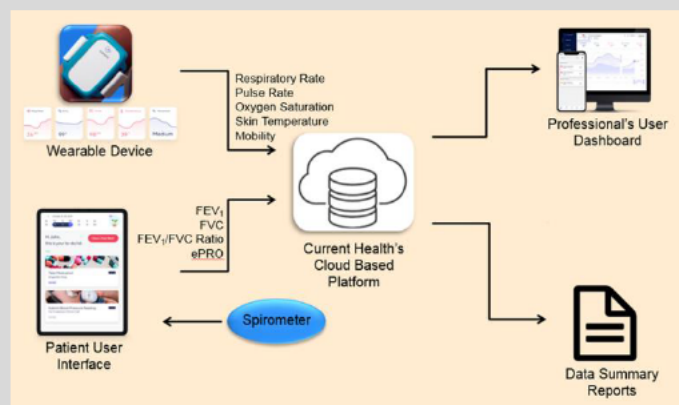 Respiratory Rate
Pulse Rate
Oxygen Saturation
Skin Temperature
Mobility
Wearable Device
Professional's User
Dashboard
FEV₁
FVC
FEV₁/FVC Ratio
ePRO
Current Health's
Cloud Based
Platform
Spirometer
Patient User
Interface
Data Summary
Reports